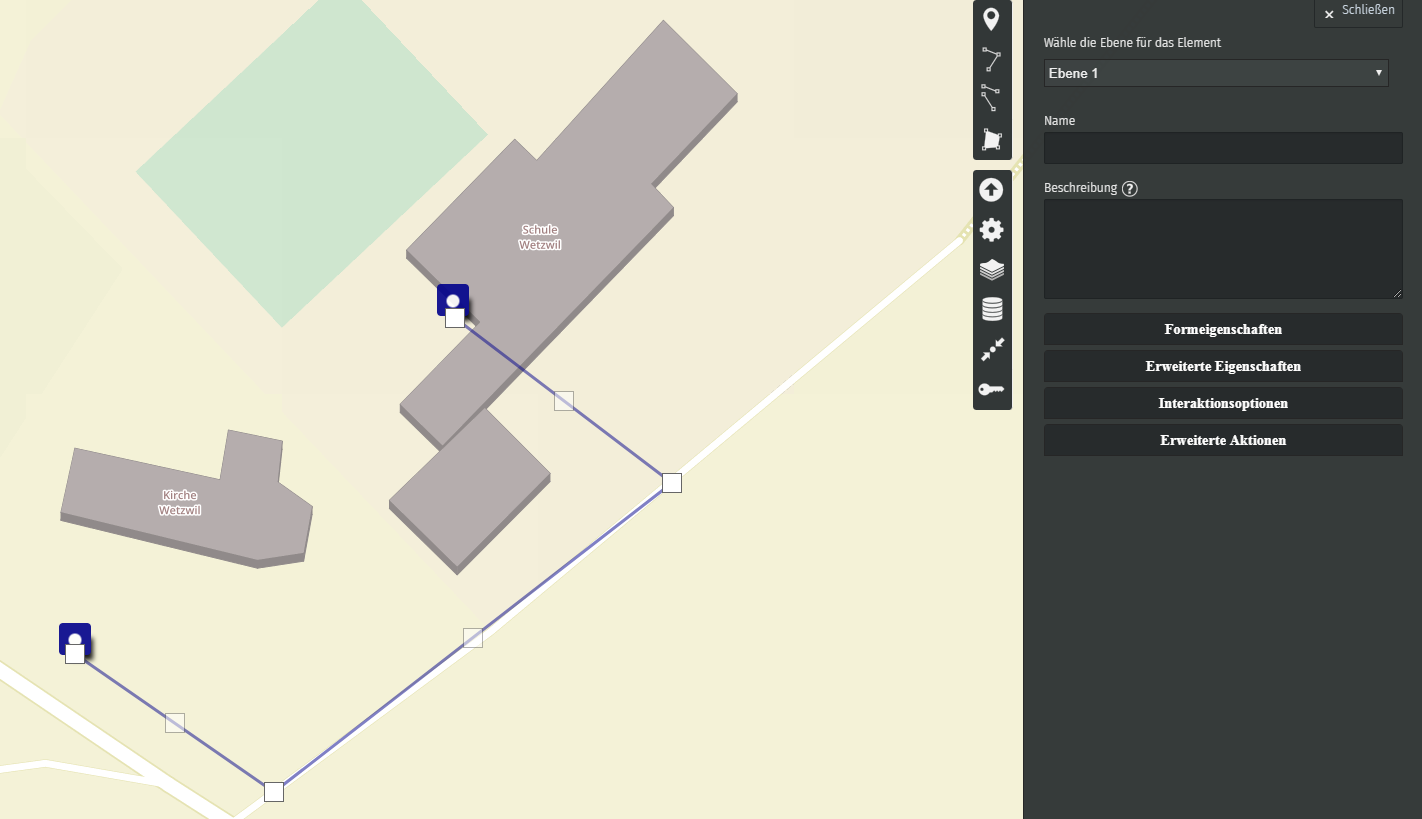 Schule
Wetzwil
Kirche
Wetzwil
× Schließen
Wähle die Ebene für das Element
Ebene 1
Name
Beschreibung ?
Formeigenschaften
Erweiterte Eigenschaften
Interaktionsoptionen
Erweiterte Aktionen